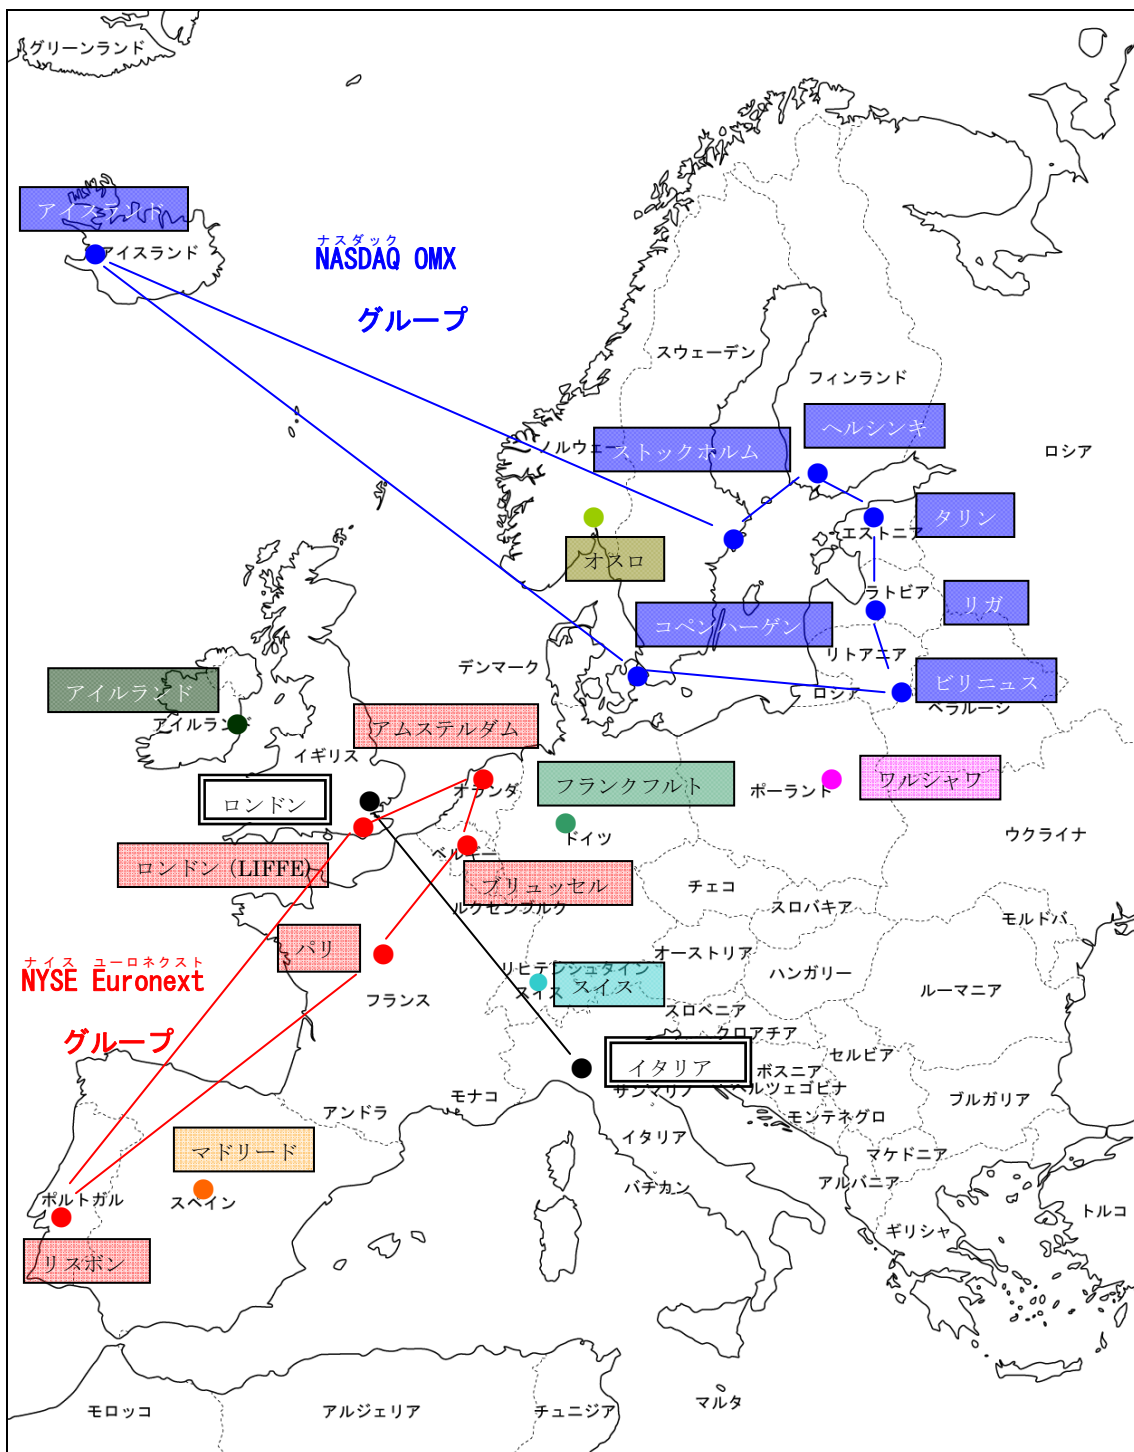 グリーンランド
アイスランド
アイスランド
ナスダック
NASDAQ OMX
グループ
スウェーデン
フィンランド
ヘルシンキ
ストックホルム
ノルウェー
ロシア
タリン
エストニア
オスロ
ラトビア
リガ
コペンハーゲン
リトアニア
デンマーク
アイルランド
ビリニュス
ロシア
ベラルーシ
アイルランド
アムステルダム
イギリス
オランダ
フランクフルト
ポーランド
ワルシャワ
ロンドン
ドイツ
ウクライナ
ベルギー
ロンドン (LIFFE)
ブリュッセル
チェコ
ルクセンブルク
スロバキア
モルドバ
パリ
オーストリア
ナイス ユーロネクスト
NYSE Euronext
リヒテンシュタイン
ハンガリー
スイス
スイス
ルーマニア
フランス
スロベニア
グループ
クロアチア
セルビア
イタリア
ボスニア
ヘルツェゴビナ
サンマリノ
モナコ
ブルガリア
アンドラ
モンテネグロ
イタリア
マドリード
マケドニア
アルバニア
バチカン
ポルトガル
スペイン
トルコ
ギリシャ
リスボン
マルタ
モロッコ
アルジェリア
チュニジア